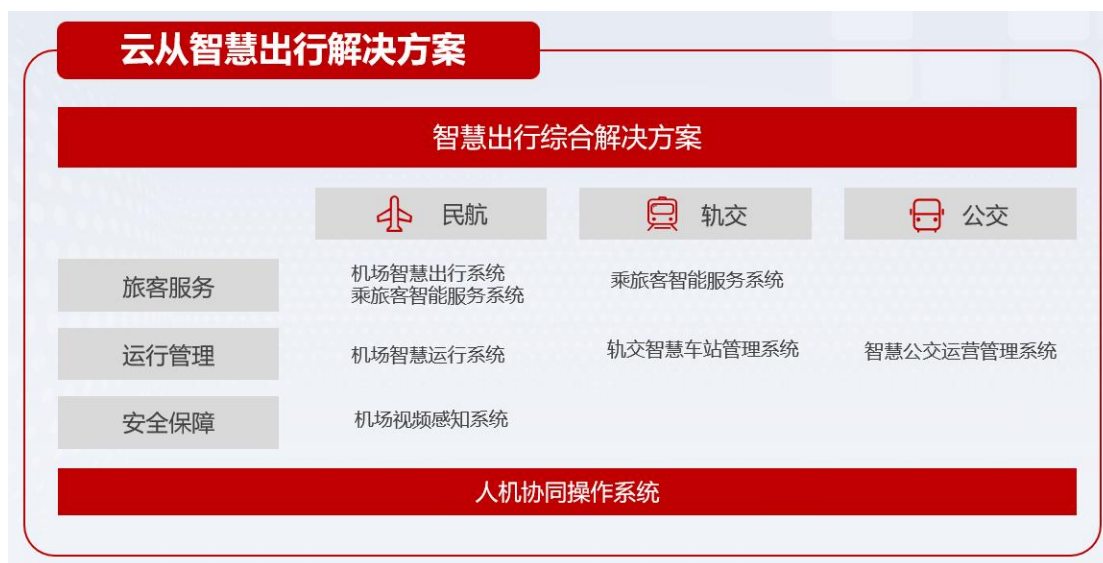 云从智慧出行解决方案
智慧出行综合解决方案
民航
轨交
公交
旅客服务
机场智慧出行系统
乘旅客智能服务系统
乘旅客智能服务系统
运行管理
机场智慧运行系统
轨交智慧车站管理系统
智慧公交运营管理系统
安全保障
机场视频感知系统
人机协同操作系统